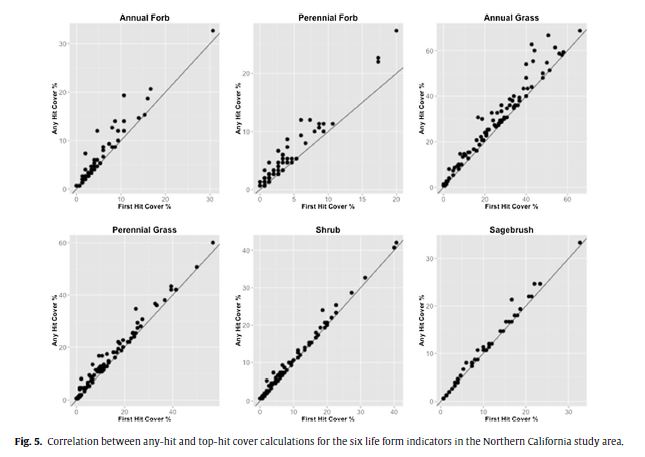 Annual Forb
Perennial Forb
Annual Grass
Any Hit Cover %
30
20
10
0
0
10
20
30
First Hit Cover %
Any Hit Cover %
20
10
0
0
5
10
15
20
First Hit Cover %
Any Hit Cover %
60
40
20
0
0
20
40
60
First Hit Cover %
Perennial Grass
Shrub
Sagebrush
Any Hit Cover %
60
40
20
0
0
20
40
First Hit Cover %
Any Hit Cover %
40
30
20
10
0
0
10
20
30
40
First Hit Cover %
Any Hit Cover %
30
20
10
0
0
10
20
30
First Hit Cover %
Fig. 5. Correlation between any-hit and top-hit cover calculations for the six life form indicators in the Northern California study area.